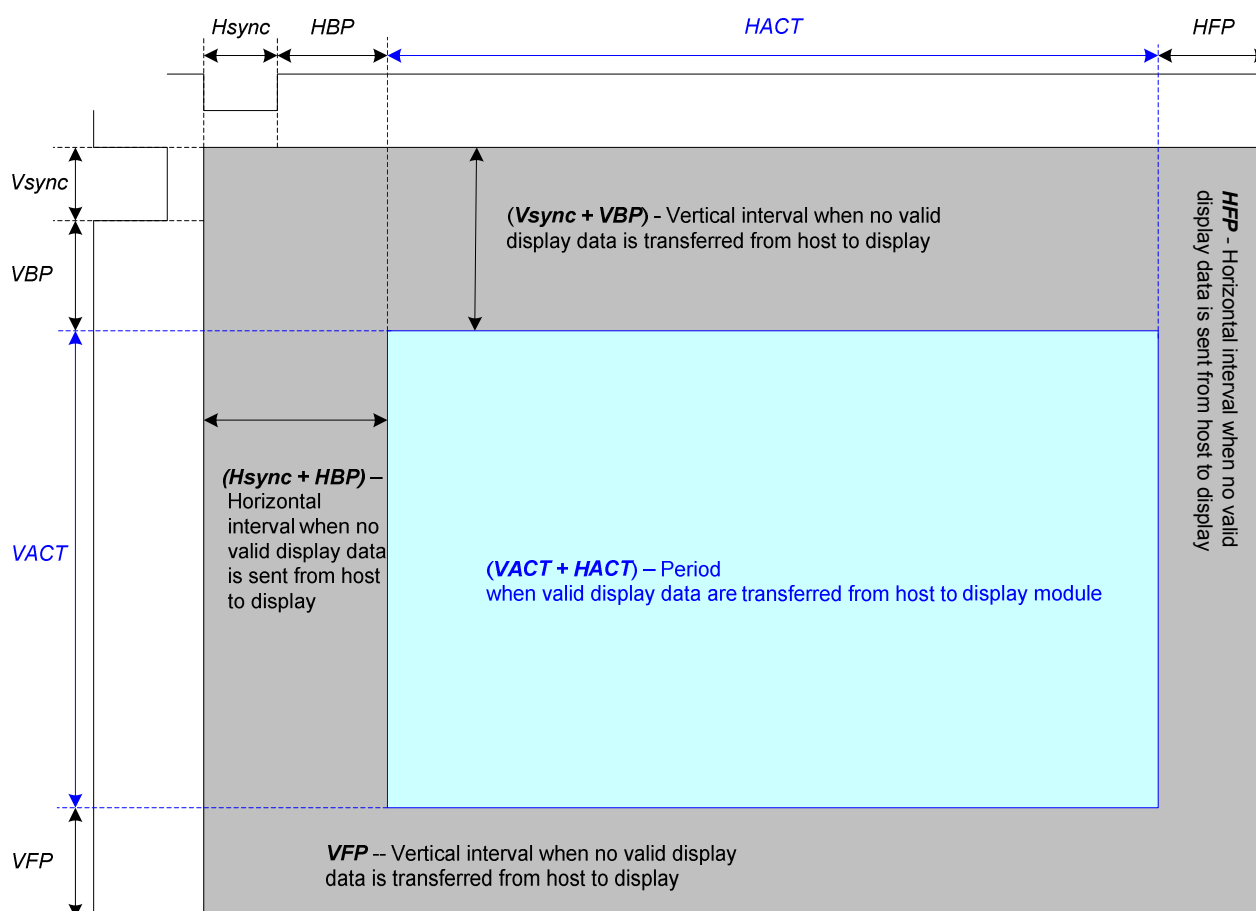 Hsync HBP HACT HFP
Vsync
VBP
VACT
VFP
(Vsync + VBP) - Vertical interval when no valid
display data is transferred from host to display
HFP - Horizontal interval when no valid
display data is sent from host to display
(Hsync + HBP) –
Horizontal
interval when no
valid display data
is sent from host
to display
(VACT + HACT) – Period
when valid display data are transferred from host to display module
VFP -- Vertical interval when no valid display
data is transferred from host to display